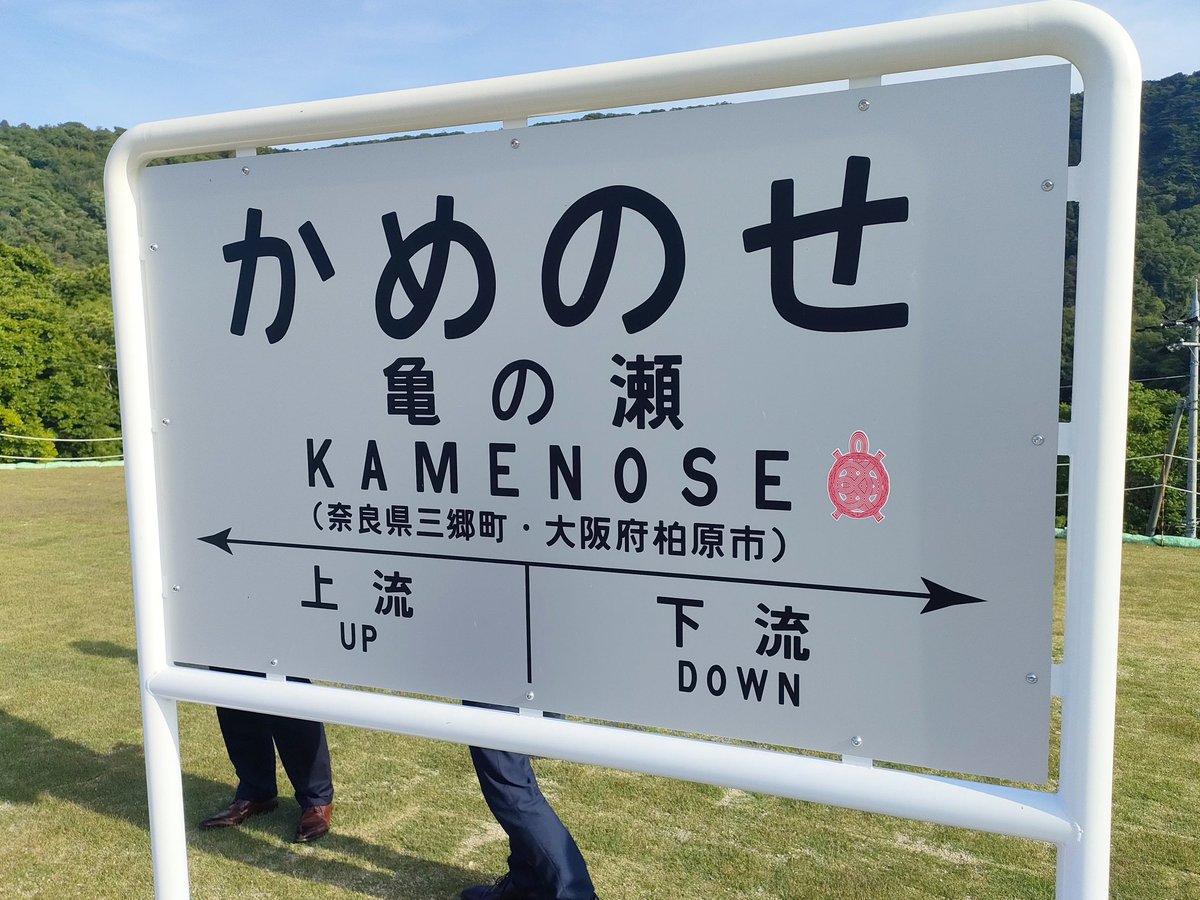 かめのせ
亀の瀬
KAMENOSE
（奈良県三郷町・大阪府柏原市）
上流 下流
UP DOWN